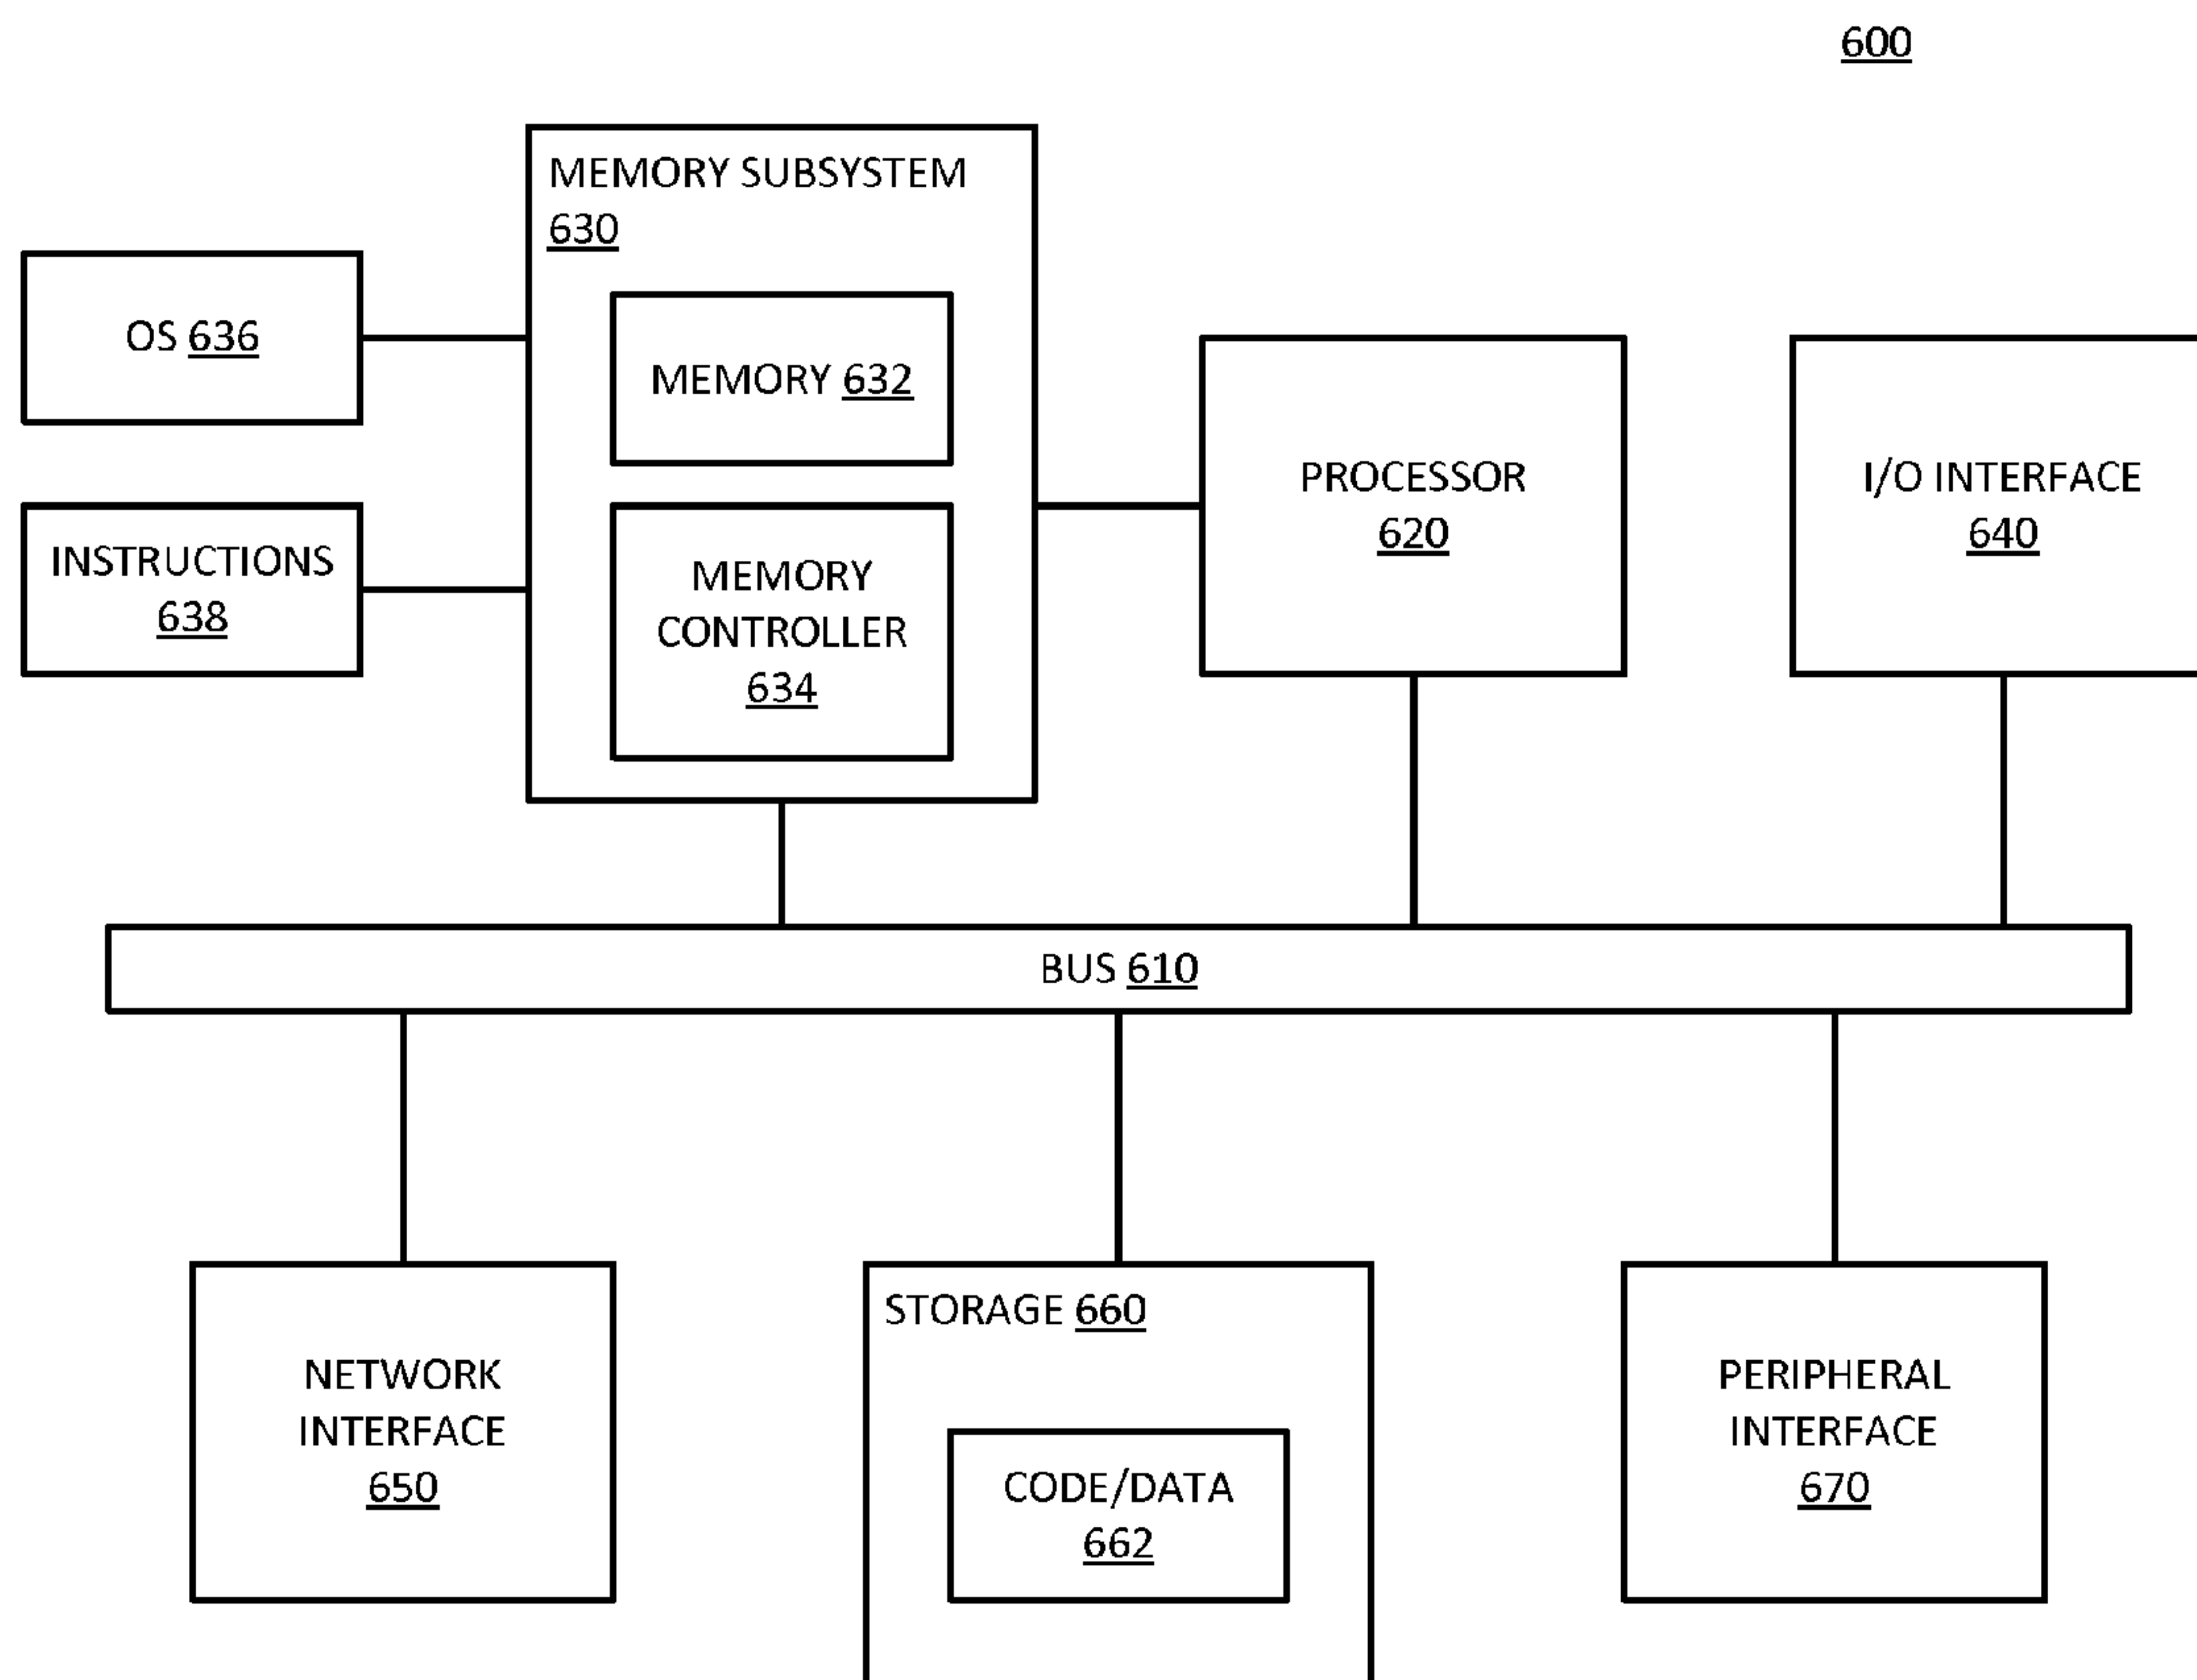 600
MEMORY SUBSYSTEM
630
OS 636
MEMORY 632
INSTRUCTIONS
638
MEMORY
CONTROLLER
634
PROCESSOR
620
I/O INTERFACE
640
BUS 610
NETWORK
INTERFACE
650
STORAGE 660
CODE/DATA
662
PERIPHERAL
INTERFACE
670